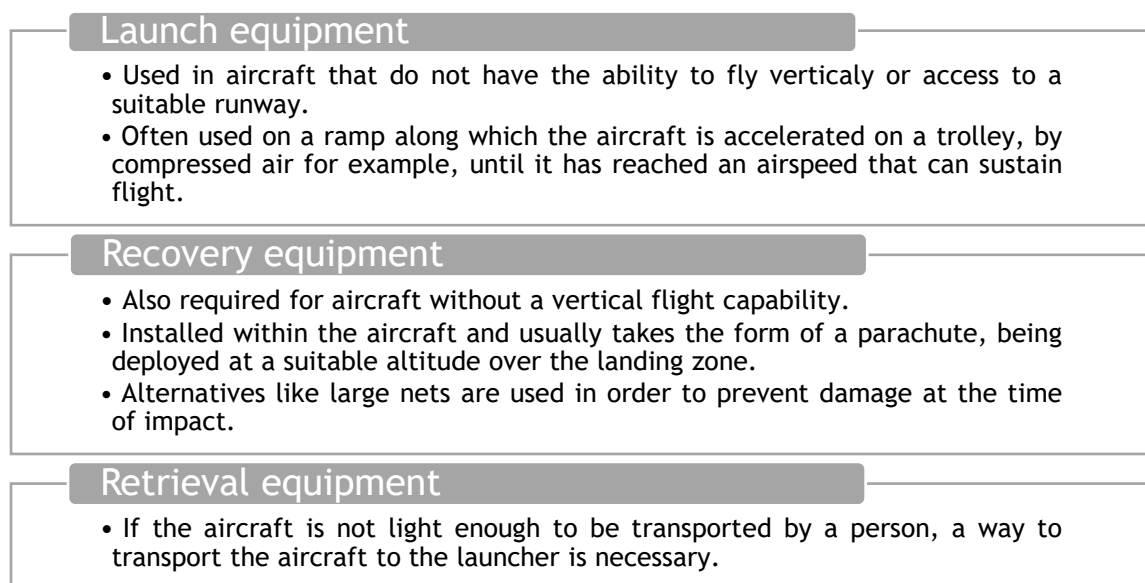 Launch equipment
• Used in aircraft that do not have the ability to fly verticaly or access to a
suitable runway.
• Often used on a ramp along which the aircraft is accelerated on a trolley, by
compressed air for example, until it has reached an airspeed that can sustain
flight.
Recovery equipment
• Also required for aircraft without a vertical flight capability.
• Installed within the aircraft and usually takes the form of a parachute, being
deployed at a suitable altitude over the landing zone.
• Alternatives like large nets are used in order to prevent damage at the time
of impact.
Retrieval equipment
• If the aircraft is not light enough to be transported by a person, a way to
transport the aircraft to the launcher is necessary.